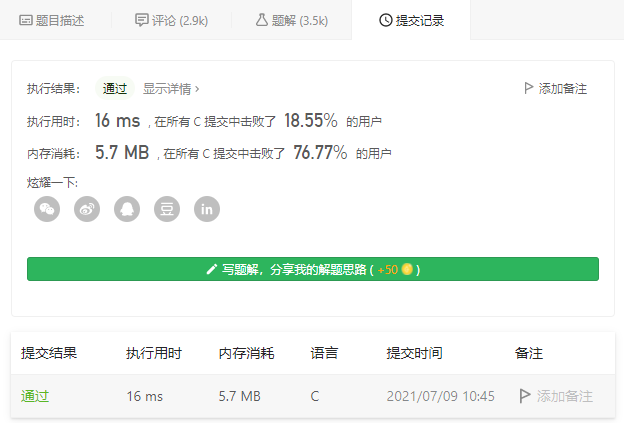 题目描述 评论 (2.9k) 题解 (3.5k) 提交记录
执行结果： 通过 显示详情 › 添加备注
执行用时： 16 ms , 在所有 C 提交中击败了 18.55% 的用户
内存消耗： 5.7 MB , 在所有 C 提交中击败了 76.77% 的用户
炫耀一下:
豆 in
写题解，分享我的解题思路 ( +50 )
提交结果 执行用时 内存消耗 语言 提交时间 备注
通过 16 ms 5.7 MB C 2021/07/09 10:45 添加备注